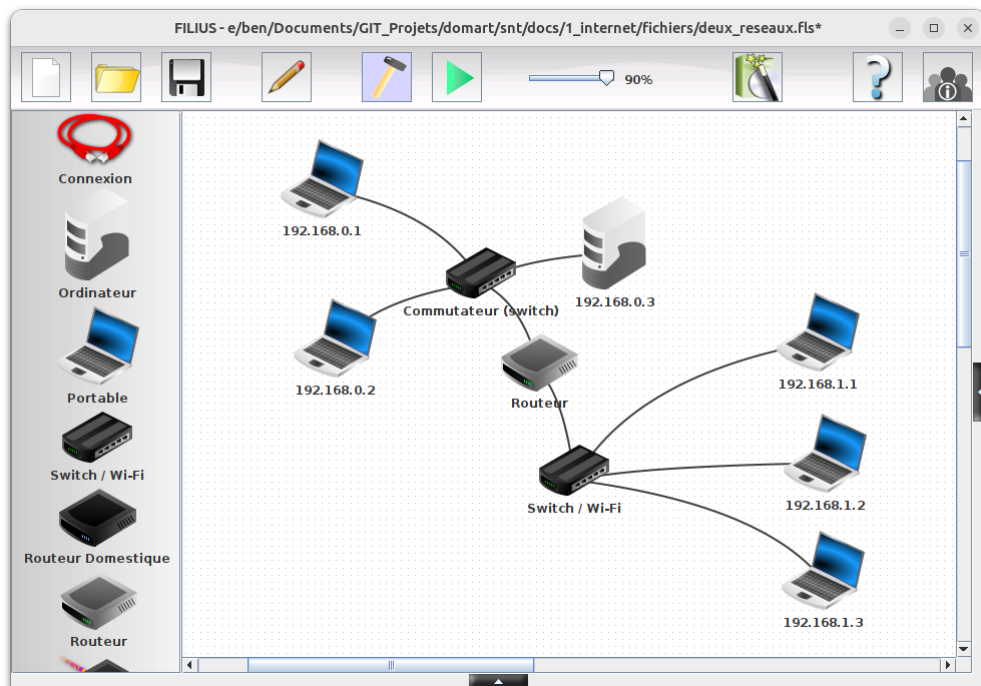 FILIUS - e/ben/Documents/GIT_Projets/domart/snt/docs/1_internet/fichiers/deux_reseaux.fls*
90%
Connexion
Ordinateur
Portable
Switch / Wi-Fi
Routeur Domestique
Routeur
192.168.0.1
192.168.0.3
Commutateur (switch)
192.168.0.2
192.168.1.1
Routeur
192.168.1.2
Switch / Wi-Fi
192.168.1.3